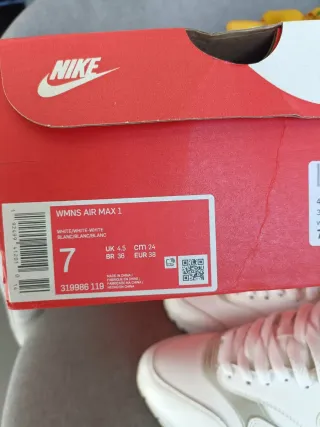 NIKE
WMNS AIR MAX 1
WHITE/WHITE-WHITE
BLANC/BLANC/BLANC
7
UK 4.5 cm 24
BR 36 EUR 38
319986 119